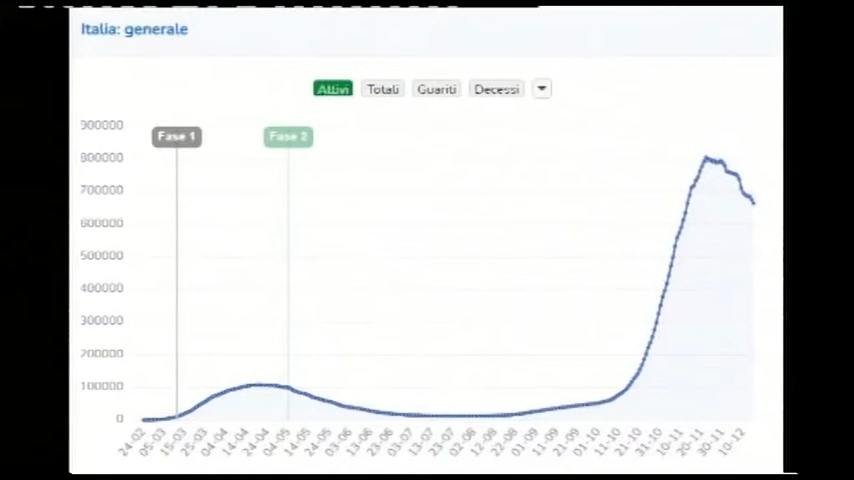 Italia: generale
Attivi Totali Guariti Decessi
900000
Fase 1 Fase 2
800000
700000
600000
500000
400000
300000
200000
100000
0
24-02 05-03 15-03 25-03 04-04 14-04 24-04 04-05 14-05 24-05 03-06 13-06 23-06 03-07 13-07 23-07 02-08 12-08 22-08 01-09 11-09 21-09 01-10 11-10 21-10 31-10 10-11 20-11 30-11 10-12